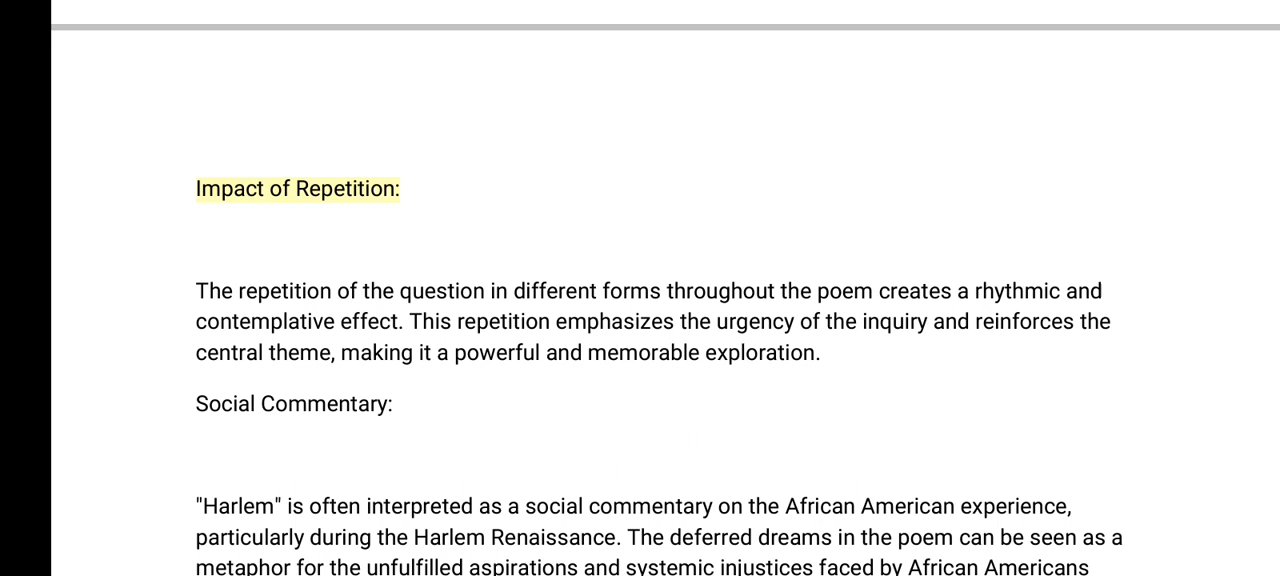 Impact of Repetition:
The repetition of the question in different forms throughout the poem creates a rhythmic and
contemplative effect. This repetition emphasizes the urgency of the inquiry and reinforces the
central theme, making it a powerful and memorable exploration.
Social Commentary:
"Harlem" is often interpreted as a social commentary on the African American experience,
particularly during the Harlem Renaissance. The deferred dreams in the poem can be seen as a
metaphor for the unfulfilled aspirations and systemic injustices faced by African Americans